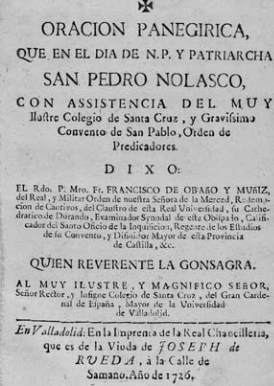 ORACION PANEGIRICA,
QUE EN EL DIA DE N.P. Y PATRIARCHA
SAN PEDRO NOLASCO,
CON ASSISTENCIA DEL MUY
Ilustre Colegio de Santa Cruz, y Gravissimo
Convento de San Pablo, Orden de
Predicadores.
DIXO:
EL Rdo. P. Mro. Fr. FRANCISCO DE OBAÑO Y MUÑIZ,
del Real, y Militar Orden de nuestra Señora de la Merced, Redemp-
cion de Cautivos, del Claustro de esta Real Universidad, su Cathe-
dratico de Durando, Examinador Synodal de este Obispado, Califi-
cador del Santo Oficio de la Inquisicion, Regente de los Estudios
de su Convento, y Difinidor Mayor de esta Provincia
de Castilla, &c.
QUIEN REVERENTE LA CONSAGRA.
AL MUY ILUSTRE, Y MAGNIFICO SEÑOR,
Señor Rector, y Insigne Colegio de Santa Cruz, del Gran Carde-
nal de España, Mayor de la Universidad
de Valladolid.
En Valladolid: En la Imprenta de la Real Chancilleria,
que es de la Viuda de JOSEPH de
RUEDA, à la Calle de
Samano, Año de 1726.